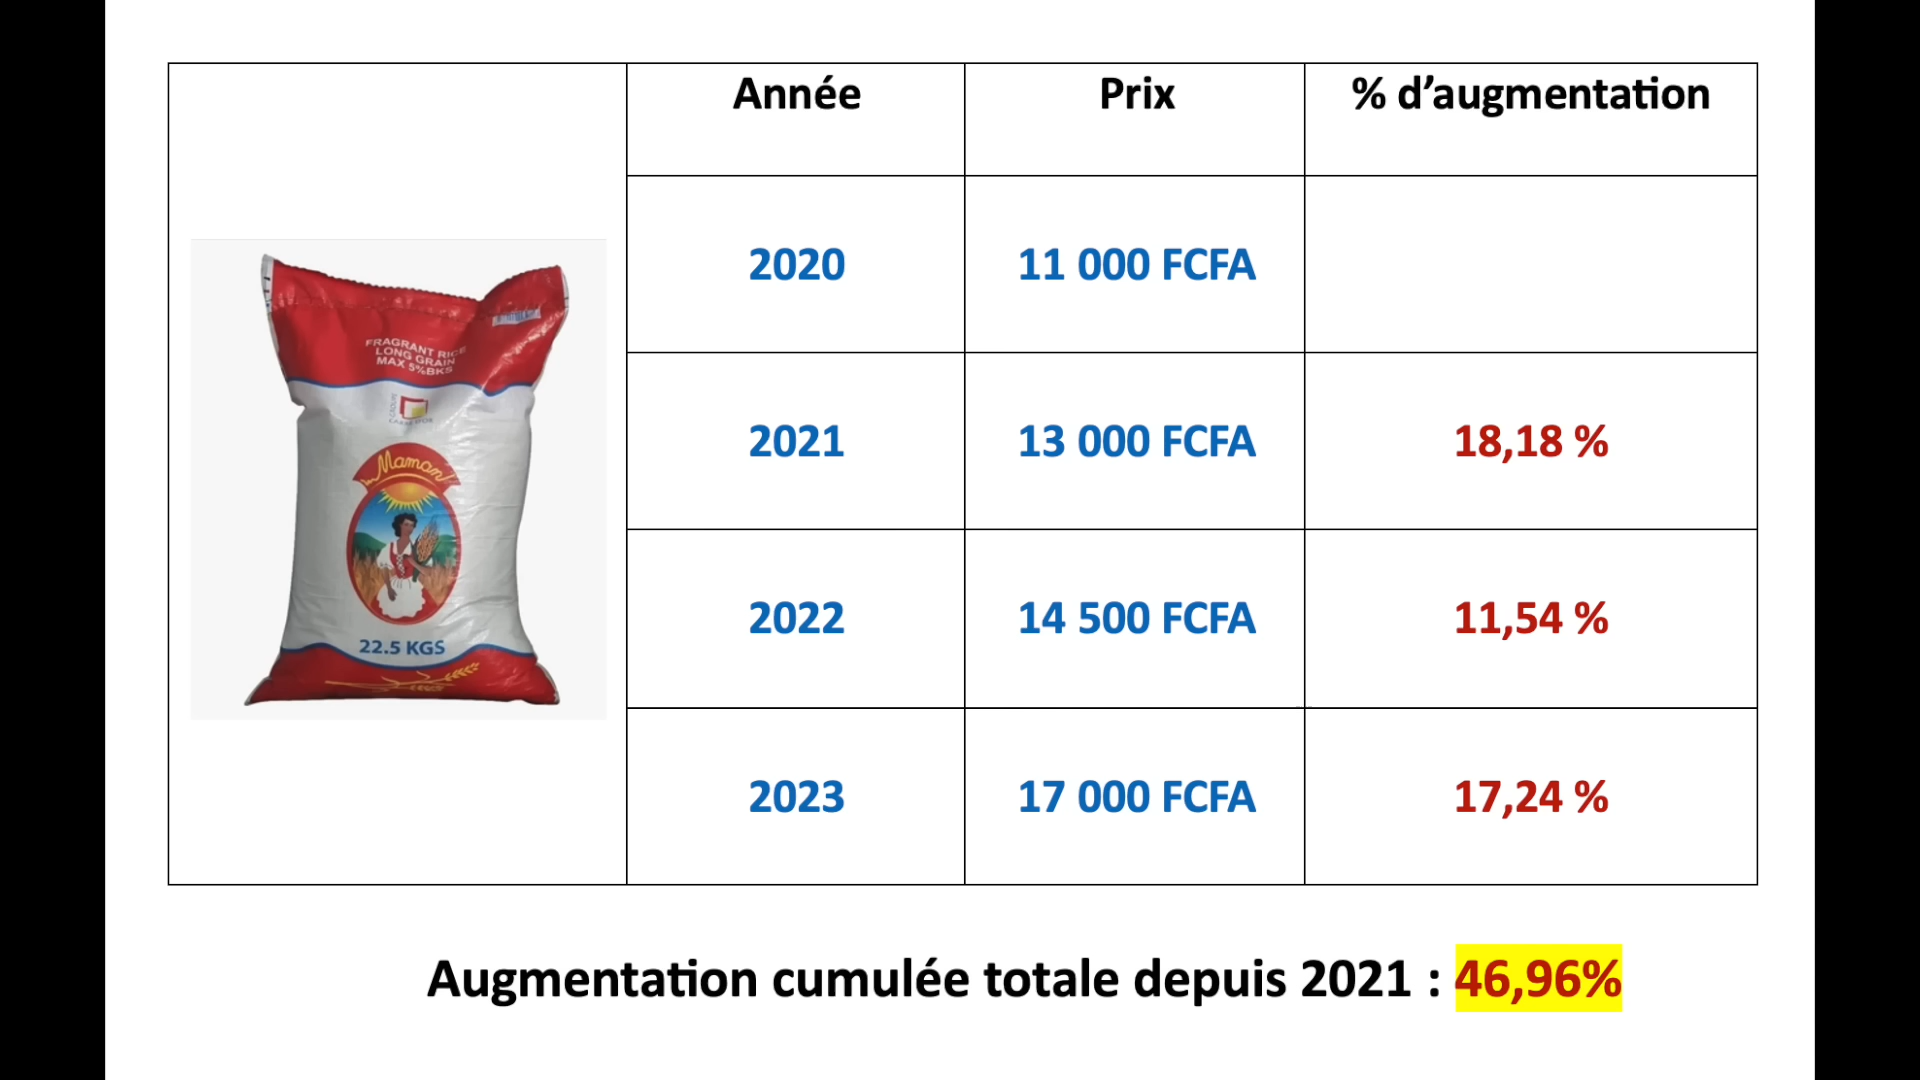 Année Prix % d’augmentation
2020 11 000 FCFA
2021 13 000 FCFA 18,18 %
2022 14 500 FCFA 11,54 %
2023 17 000 FCFA 17,24 %
FRAGRANT RICE
LONG GRAIN
MAX 5%BKS
Maman
22.5 KGS
Augmentation cumulée totale depuis 2021 : 46,96%